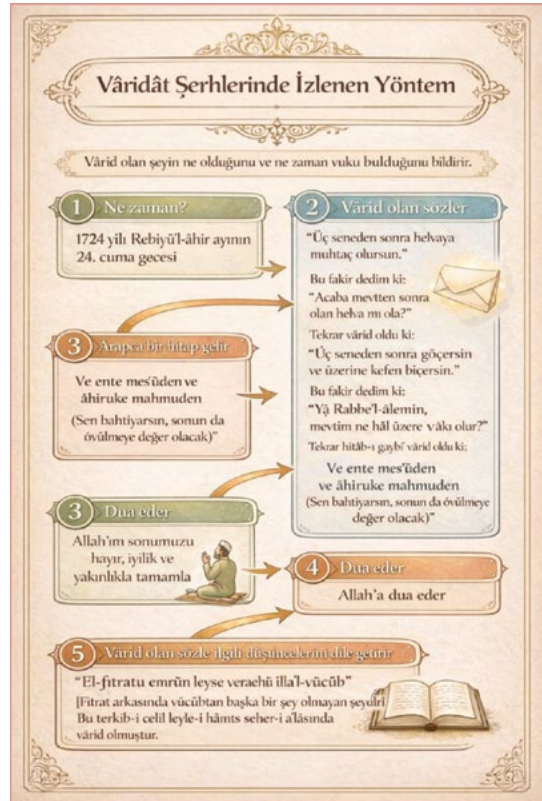 Vâridât Şerhlerinde İzlenen Yöntem
Vârid olan şeyin ne olduğunu ve ne zaman vuku bulduğunu bildirir.
1 Ne zaman?
1724 yılı Rebiyü'l-âhir ayının
24. cuma gecesi
2 Vârid olan sözler
"Üç seneden sonra helvaya
muhtaç olursun."
Bu fakir dedim ki:
"Acaba mevtten sonra
olan helva mı ola?"
Tekrar vârid oldu ki:
"Üç seneden sonra göçersin
ve üzerine kefen biçersin."
Bu fakir dedim ki:
"Yâ Rabbe'l-âlemin,
mevtim ne hâl üzere vâkı olur?"
Tekrar hitâb-ı gaybî vârid oldu ki:
Ve ente mes'ûden
ve âhiruke mahmuden
(Sen bahtiyarsın, sonun da övülmeye
değer olacak)"
3 Arapça bir hitap gelir
Ve ente mes'ûden ve
âhiruke mahmuden
(Sen bahtiyarsın, sonun da
övülmeye değer olacak)"
3 Dua eder
Allah'ım sonumuzu
hayır, iyilik ve
yakınlıkla tamamla
4 Dua eder
Allah'a dua eder
5 Vârid olan sözle ilgili düşüncelerini dile getirir
"El-fıtratu emrün leyse veraehû illa'l-vücûb"
[Fıtrat arkasında vücûbtan başka bir şey olmayan
Bu terkib-i celil leyle-i hâmts seher-i a'lâsında
vârid olmuştur.